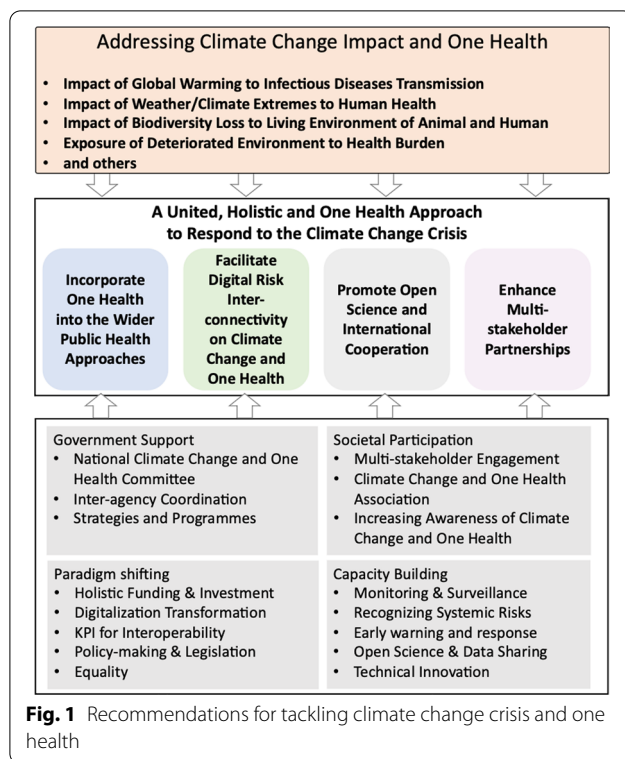 Addressing Climate Change Impact and One Health
• Impact of Global Warming to Infectious Diseases Transmission
• Impact of Weather/Climate Extremes to Human Health
• Impact of Biodiversity Loss to Living Environment of Animal and Human
• Exposure of Deteriorated Environment to Health Burden
• and others
A United, Holistic and One Health Approach
to Respond to the Climate Change Crisis
Incorporate
One Health
into the Wider
Public Health
Approaches
Facilitate
Digital Risk
Inter-
connectivity
on Climate
Change and
One Health
Promote Open
Science and
International
Cooperation
Enhance
Multi-
stakeholder
Partnerships
Government Support
• National Climate Change and One
Health Committee
• Inter-agency Coordination
• Strategies and Programmes
Societal Participation
• Multi-stakeholder Engagement
• Climate Change and One Health
Association
• Increasing Awareness of Climate
Change and One Health
Paradigm shifting
• Holistic Funding & Investment
• Digitalization Transformation
• KPI for Interoperability
• Policy-making & Legislation
• Equality
Capacity Building
• Monitoring & Surveillance
• Recognizing Systemic Risks
• Early warning and response
• Open Science & Data Sharing
• Technical Innovation
Fig. 1 Recommendations for tackling climate change crisis and one
health